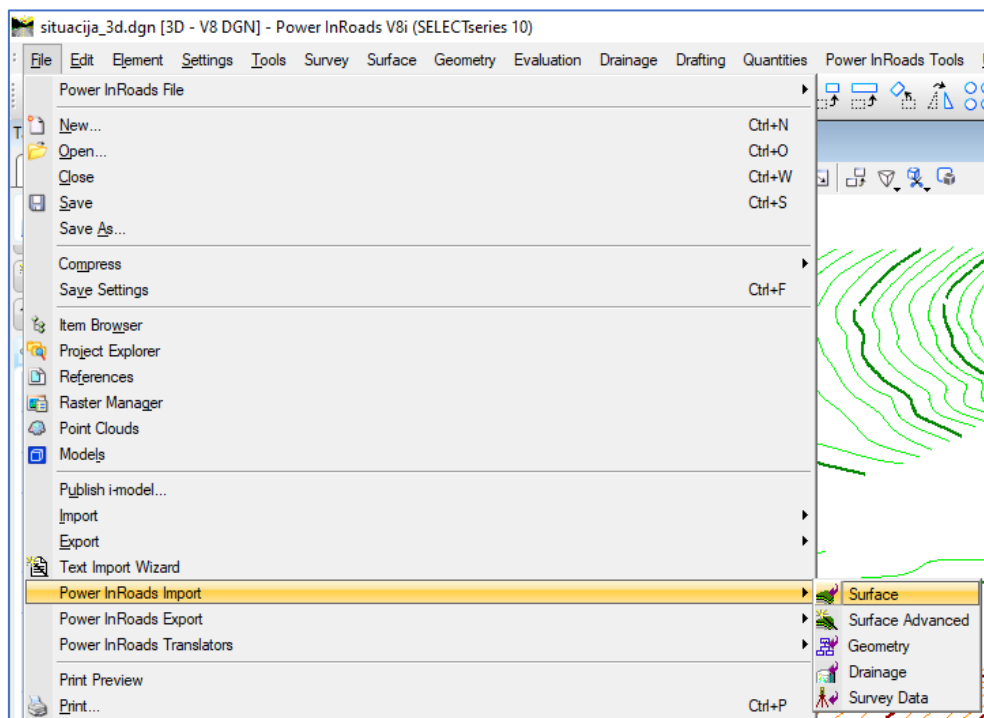 situacija_3d.dgn [3D - V8 DGN] - Power InRoads V8i (SELECTseries 10)
File Edit Element Settings Tools Survey Surface Geometry Evaluation Drainage Drafting Quantities Power InRoads Tools
Power InRoads File
New... Ctrl+N
Open... Ctrl+O
Close Ctrl+W
Save Ctrl+S
Save As...
Compress
Save Settings Ctrl+F
Item Browser
Project Explorer
References
Raster Manager
Point Clouds
Models
Publish i-model...
Import
Export
Text Import Wizard
Power InRoads Import
Surface
Power InRoads Export
Surface Advanced
Power InRoads Translators
Geometry
Print Preview
Drainage
Print... Ctrl+P
Survey Data